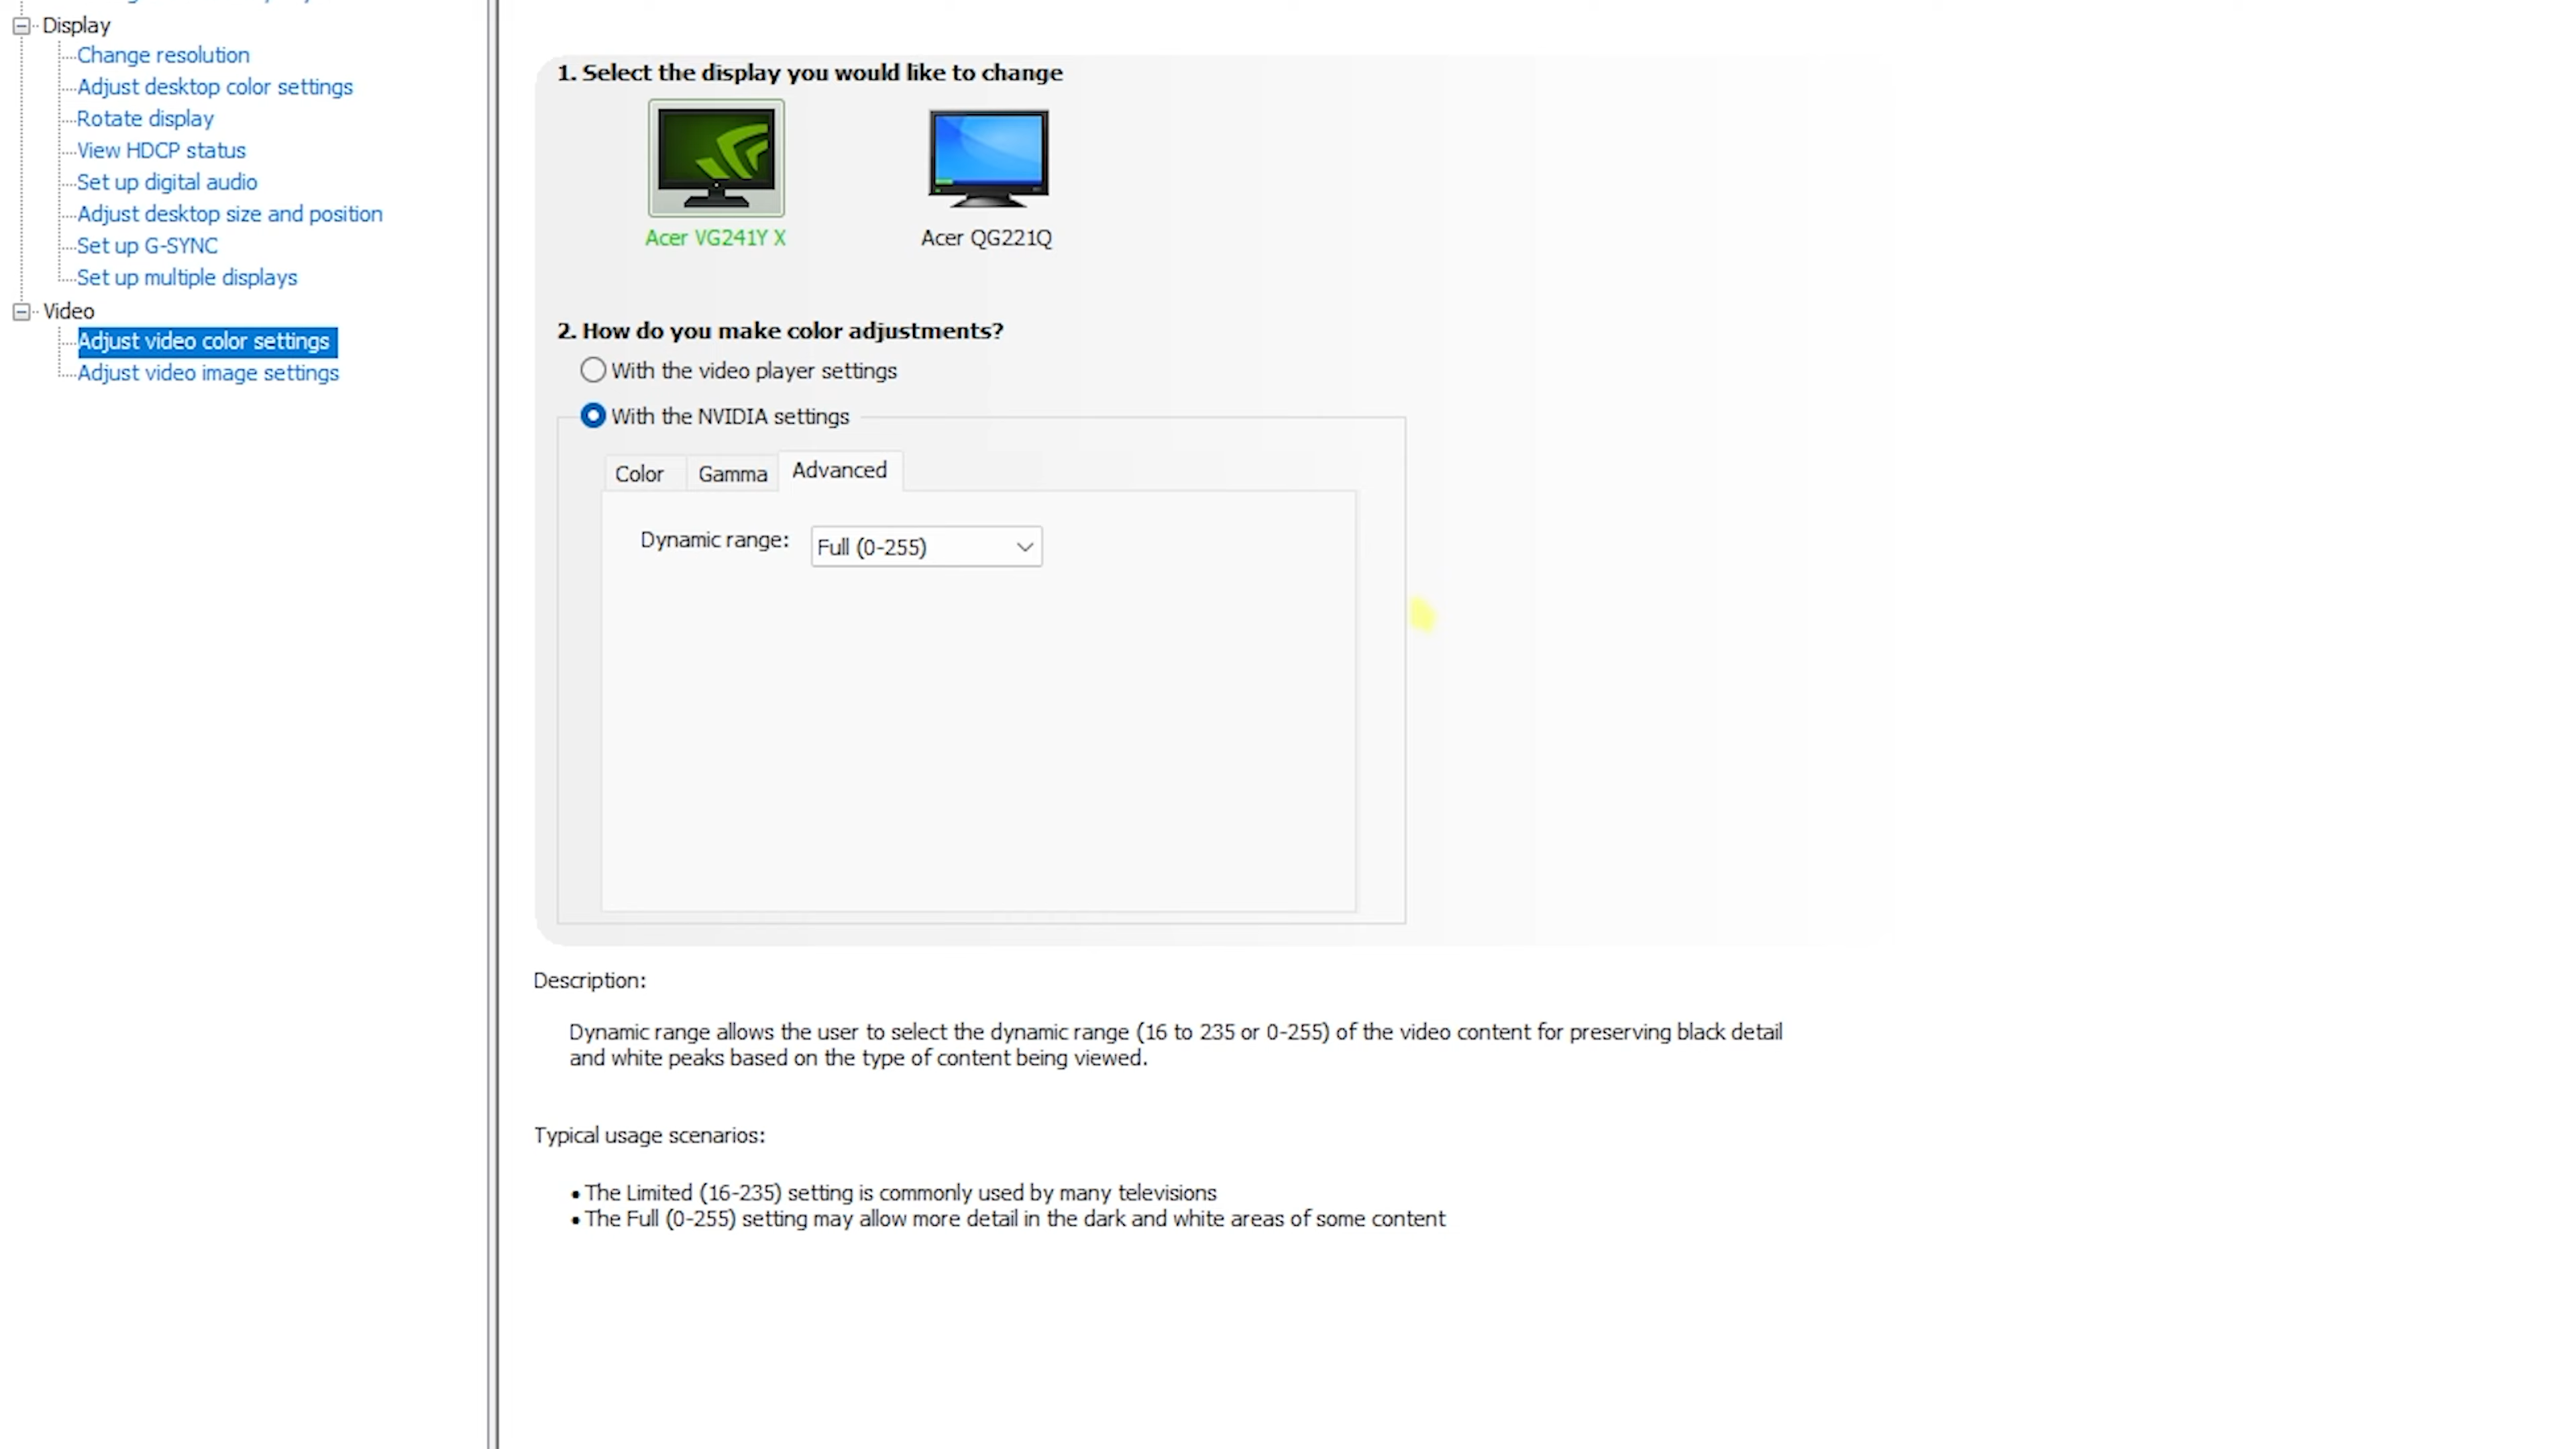 Display
Change resolution
Adjust desktop color settings
Rotate display
View HDCP status
Set up digital audio
Adjust desktop size and position
Set up G-SYNC
Set up multiple displays
Video
Adjust video color settings
Adjust video image settings
1. Select the display you would like to change
Acer VG241Y X
Acer QG221Q
2. How do you make color adjustments?
With the video player settings
With the NVIDIA settings
Color
Gamma
Advanced
Dynamic range:
Full (0-255)
Description:
Dynamic range allows the user to select the dynamic range (16 to 235 or 0-255) of the video content for preserving black detail
and white peaks based on the type of content being viewed.
Typical usage scenarios:
• The Limited (16-235) setting is commonly used by many televisions
• The Full (0-255) setting may allow more detail in the dark and white areas of some content